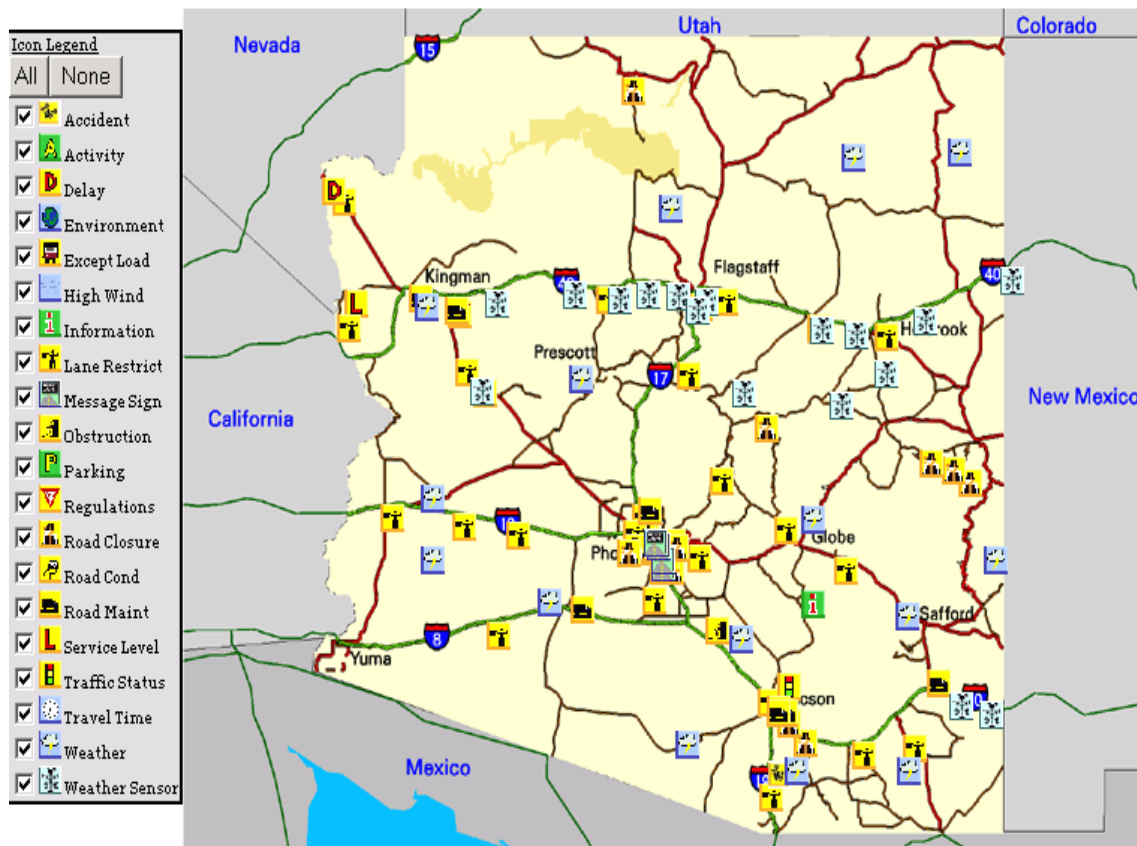 Icon Legend
All None
Accident
Activity
D Delay
Environment
Except Load
High Wind
i Information
Lane Restrict
Message Sign
Obstruction
P Parking
Regulations
Road Closure
Road Cond
Road Maint
L Service Level
Traffic Status
Travel Time
Weather
Weather Sensor
Utah
Colorado
Nevada
15
D
Kingman
Flagstaff
40
L
Prescott
17
New Mexico
California
Globe
i
Safford
8
Yuma
Mexico